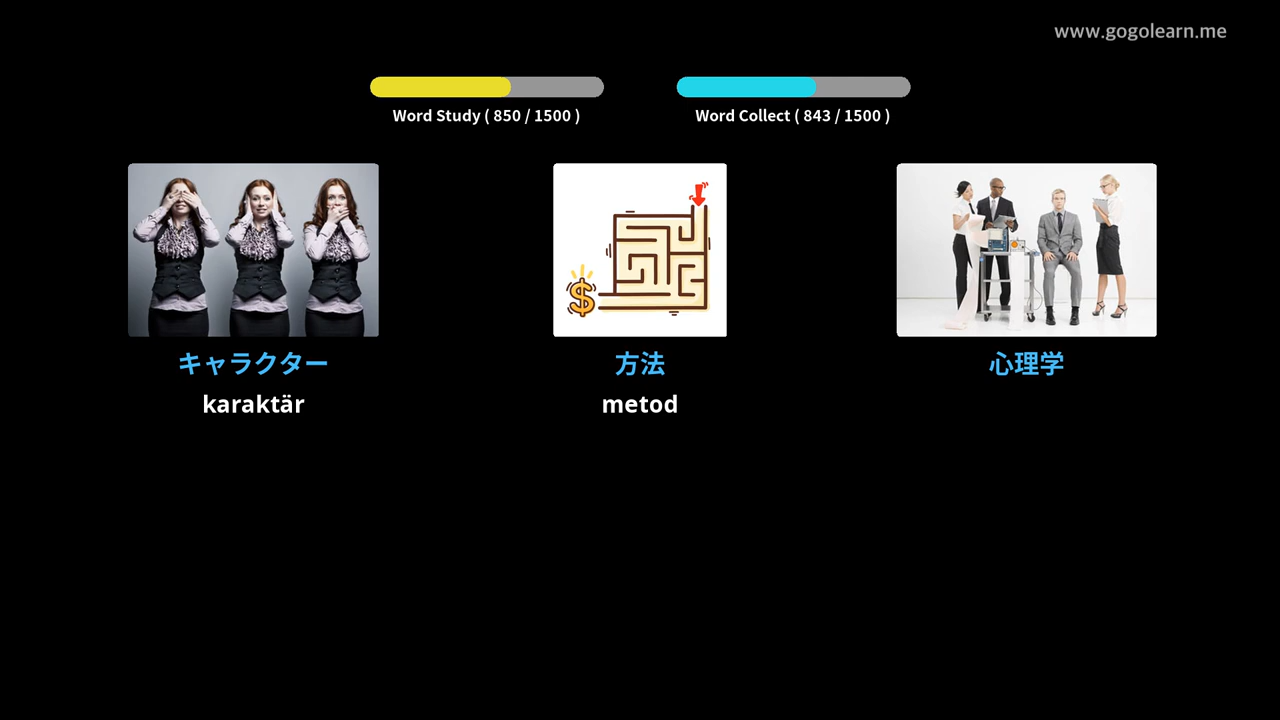 www.gogolearn.me
Word Study ( 850 / 1500 )
Word Collect ( 843 / 1500 )
キャラクター
方法
心理学
karaktär
metod